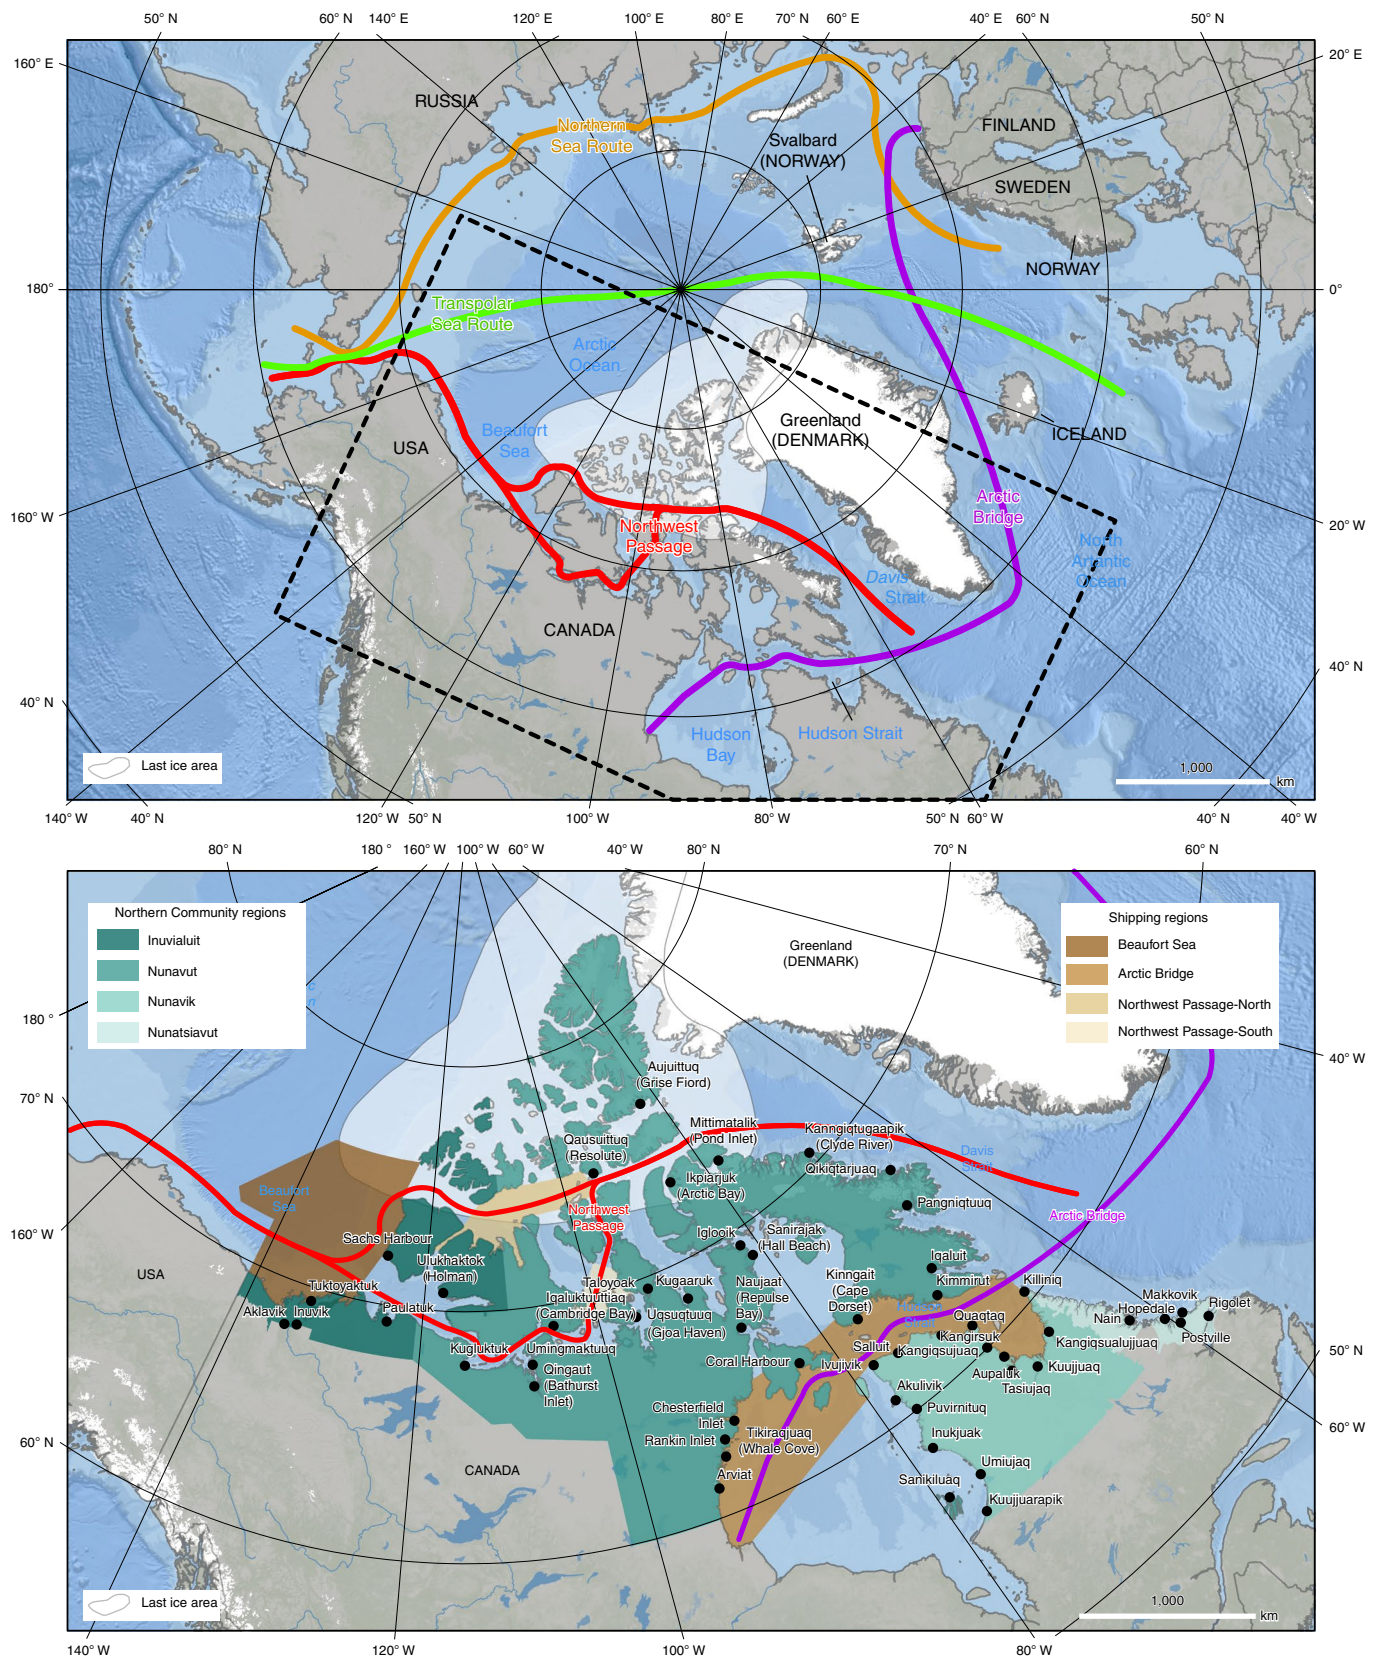 50° N
60° N
140° E
120° E
100° E
80° E
70° N
60° E
40° E
60° N
50° N
160° E
20° E
RUSSIA
Northern
Sea Route
Svalbard
(NORWAY)
FINLAND
SWEDEN
NORWAY
180°
0°
Transpolar
Sea Route
Arctic
Ocean
Greenland
(DENMARK)
Beaufort
Sea
USA
ICELAND
160° W
Arctic
Bridge
20° W
Northwest
Passage
North
Atlantic
Ocean
Davis
Strait
CANADA
40° N
40° N
Hudson
Bay
Hudson Strait
Last ice area
1,000
km
140° W
40° N
120° W
50° N
100° W
80° W
50° N
60° W
40° N
40° W
80° N
180 °
160° W
100° W
60° W
40° W
80° N
70° N
60° N
Northern Community regions
Inuvialuit
Nunavut
Nunavik
Nunatsiavut
Shipping regions
Beaufort Sea
Arctic Bridge
Northwest Passage-North
Northwest Passage-South
Greenland
(DENMARK)
180 °
40° W
Aujuittuq
(Grise Fiord)
70° N
Mittimatalik
(Pond Inlet)
Kanngiqtugaapik
(Clyde River)
Qausuittuq
(Resolute)
Davis
Strait
Qikiqtarjuaq
Ikpiarjuk
(Arctic Bay)
Beaufort
Sea
Pangniqtuuq
Northwest
Passage
Arctic Bridge
160° W
Sachs Harbour
Iglooik
Sanirajak
(Hall Beach)
Iqaluit
Ulukhaktok
(Holman)
USA
Tuktoyaktuk
Taloyoak
Kugaaruk
Naujaat
(Repulse
Bay)
Kinngait
(Cape
Dorset)
Kimmirut
Killiniq
Aklavik
Inuvik
Paulatuk
Iqaluktuuttiaq
(Cambridge Bay)
Uqsuqtuuq
(Gjoa Haven)
Hudson
Strait
Quaqtaq
Makkovik
Hopedale
Rigolet
Nain
Postville
Kangirsuk
Kangiqsualujjuaq
Kugluktuk
Umingmaktuuq
Salluit
Kangiqsujuaq
50° N
Qingaut
(Bathurst
Inlet)
Coral Harbour
Ivujivik
Aupaluk
Kuujjuaq
Tasiujaq
Akulivik
Puvirnituq
Chesterfield
Inlet
Rankin Inlet
Tikiraqjuaq
(Whale Cove)
Inukjuak
60° W
60° N
CANADA
Arviat
Umiujaq
Sanikiluaq
Kuujjuarapik
Last ice area
1,000
km
140° W
120° W
100° W
80° W